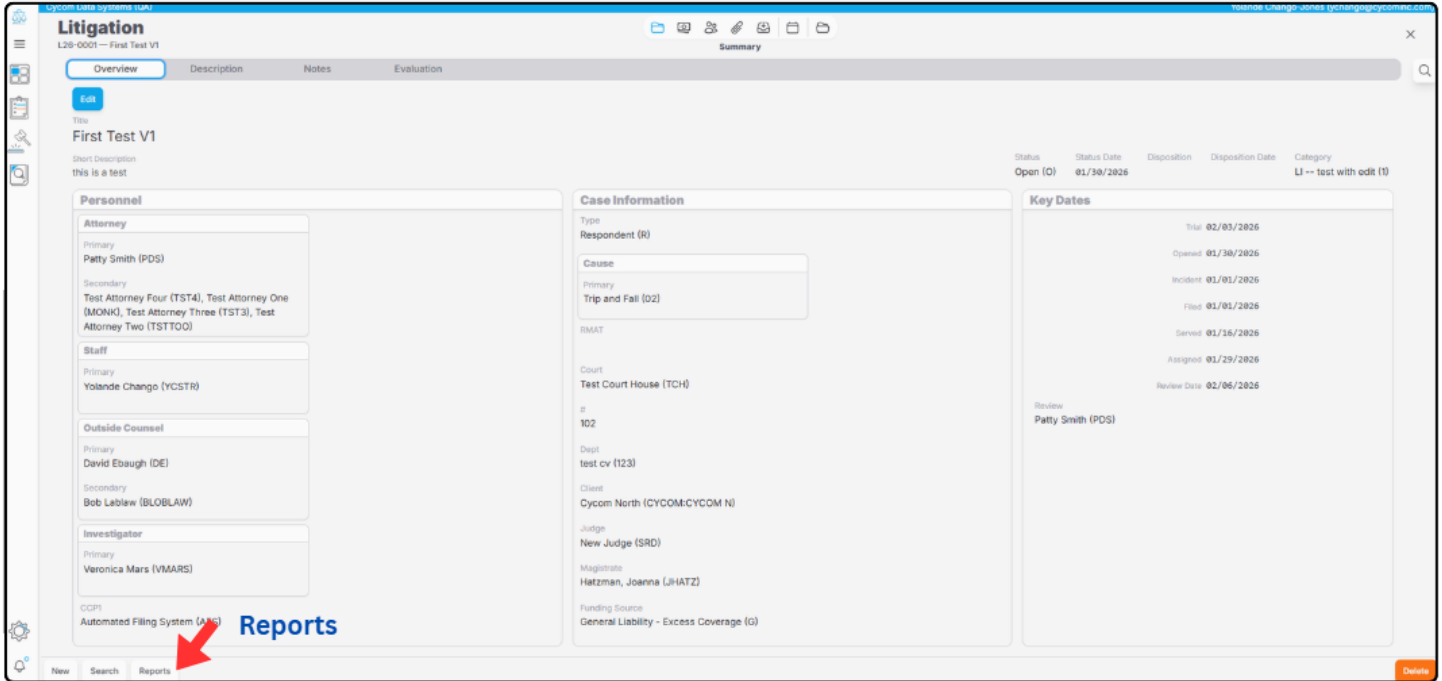 Cycom Data Systems (QA)
Yolande Chango-Jones (ychango@cycominc.com)
Litigation
L26-0001 — First Test V1
Summary
Overview
Description
Notes
Evaluation
Edit
Title
First Test V1
Short Description
this is a test
Status
Open (O)
Status Date
01/30/2026
Disposition
Disposition Date
Category
LI -- test with edit (1)
Personnel
Attorney
Primary
Patty Smith (PDS)
Secondary
Test Attorney Four (TST4), Test Attorney One
(MONK), Test Attorney Three (TST3), Test
Attorney Two (TSTTOO)
Staff
Primary
Yolande Chango (YCSTR)
Outside Counsel
Primary
David Ebaugh (DE)
Secondary
Bob Lablaw (BLOBLAW)
Investigator
Primary
Veronica Mars (VMARS)
CCP1
Automated Filing System
Case Information
Type
Respondent (R)
Cause
Primary
Trip and Fall (02)
RMAT
Court
Test Court House (TCH)
#
102
Dept
test cv (123)
Client
Cycom North (CYCOM:CYCOM N)
Judge
New Judge (SRD)
Magistrate
Hatzman, Joanna (JHATZ)
Funding Source
General Liability - Excess Coverage (G)
Key Dates
Trial 02/03/2026
Opened 01/30/2026
Incident 01/01/2026
Filed 01/01/2026
Served 01/16/2026
Assigned 01/29/2026
Review Date 02/06/2026
Review
Patty Smith (PDS)
Reports
New
Search
Reports
Delete